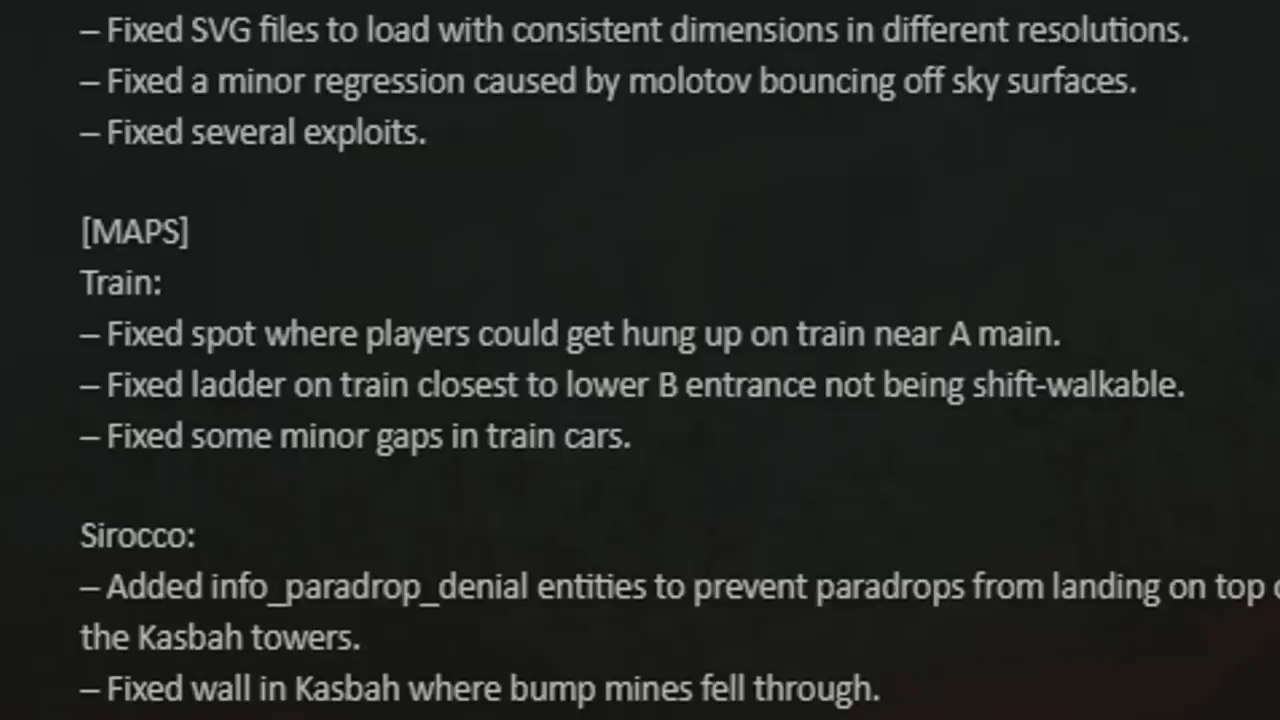 – Fixed SVG files to load with consistent dimensions in different resolutions.
– Fixed a minor regression caused by molotov bouncing off sky surfaces.
– Fixed several exploits.
[MAPS]
Train:
– Fixed spot where players could get hung up on train near A main.
– Fixed ladder on train closest to lower B entrance not being shift-walkable.
– Fixed some minor gaps in train cars.
Sirocco:
– Added info_paradrop_denial entities to prevent paradrops from landing on top
the Kasbah towers.
– Fixed wall in Kasbah where bump mines fell through.